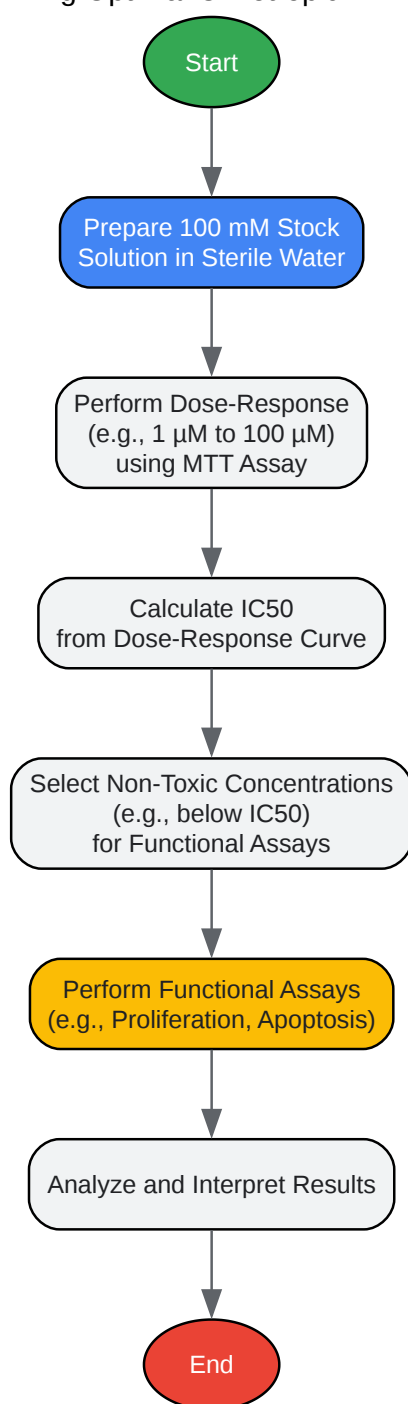 Start
Prepare 100 mM Stock
Solution in Sterile Water
Perform Dose-Response
(e.g., 1 µM to 100 µM)
using MTT Assay
Calculate IC50
from Dose-Response Curve
Select Non-Toxic Concentrations
(e.g., below IC50)
for Functional Assays
Perform Functional Assays
(e.g., Proliferation, Apoptosis)
Analyze and Interpret Results
End